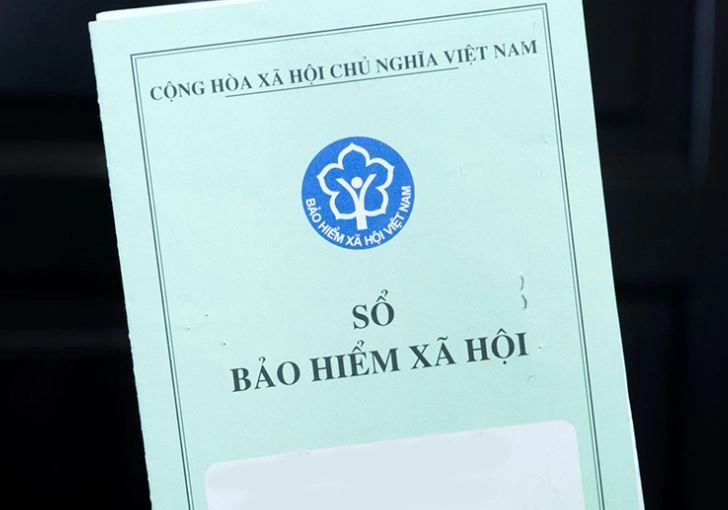 CỘNG HÒA XÃ HỘI CHỦ NGHĨA VIỆT NAM
BẢO HIỂM XÃ HỘI VIỆT NAM
SỔ
BẢO HIỂM XÃ HỘI